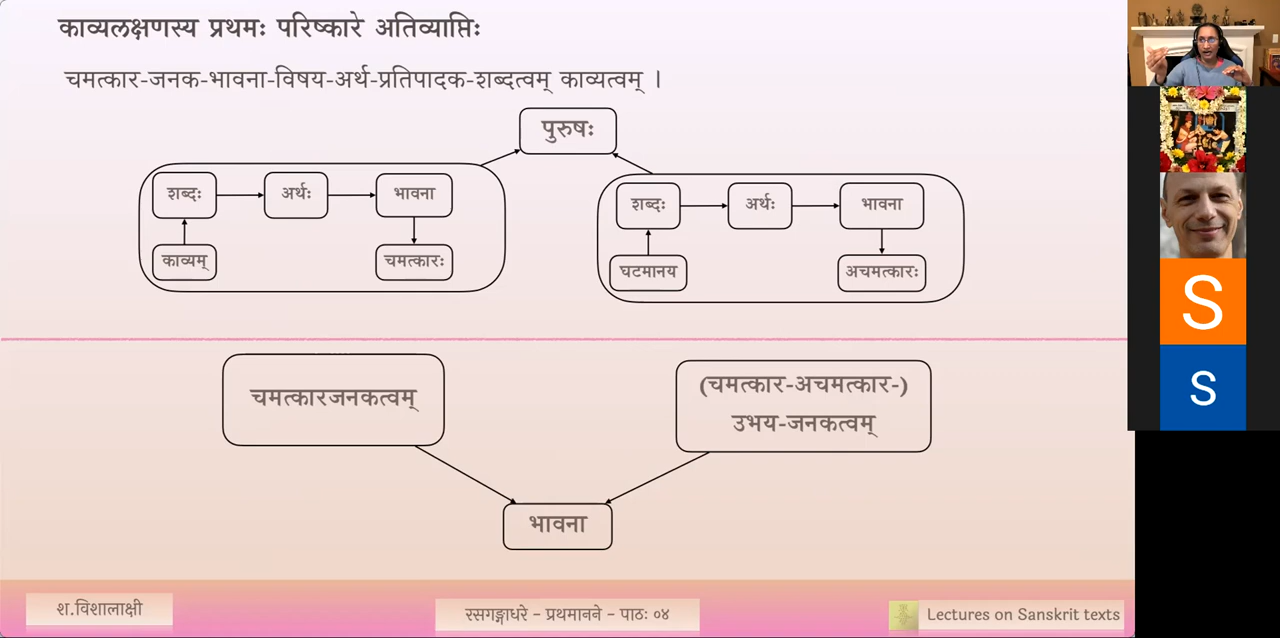 काव्यलक्षणस्य प्रथमः परिष्कारे अतिव्याप्तिः
चमत्कार-जनक-भावना-विषय-अर्थ-प्रतिपादक-शब्दत्वम् काव्यत्वम् ।
पुरुषः
शब्दः
अर्थः
भावना
काव्यम्
चमत्कारः
शब्दः
अर्थः
भावना
घटमानय
अचमत्कारः
चमत्कारजनकत्वम्
(चमत्कार-अचमत्कार-)
उभय-जनकत्वम्
भावना
श.विशालाक्षी
रसगङ्गाधरे - प्रथमानने - पाठः ०४
Lectures on Sanskrit texts
S
S